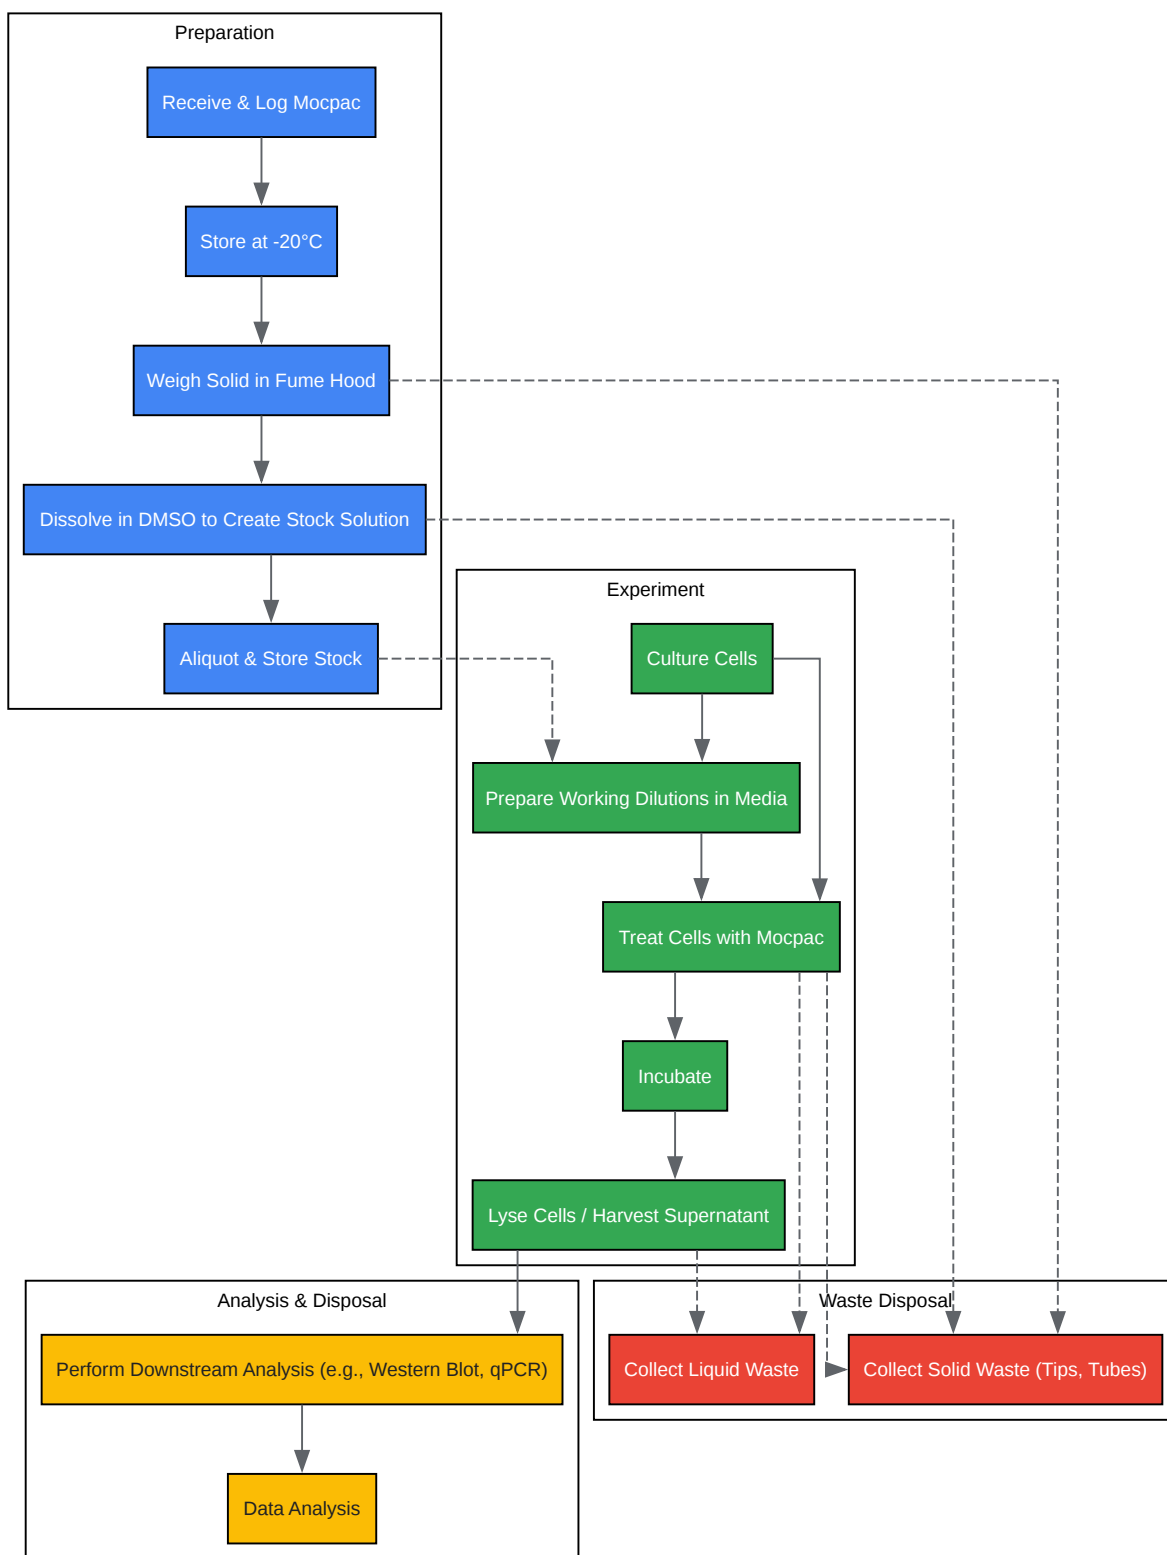 Preparation
Receive & Log Mocpac
Store at -20°C
Weigh Solid in Fume Hood
Dissolve in DMSO to Create Stock Solution
Aliquot & Store Stock
Experiment
Culture Cells
Prepare Working Dilutions in Media
Treat Cells with Mocpac
Incubate
Lyse Cells / Harvest Supernatant
Analysis & Disposal
Perform Downstream Analysis (e.g., Western Blot, qPCR)
Data Analysis
Waste Disposal
Collect Liquid Waste
Collect Solid Waste (Tips, Tubes)